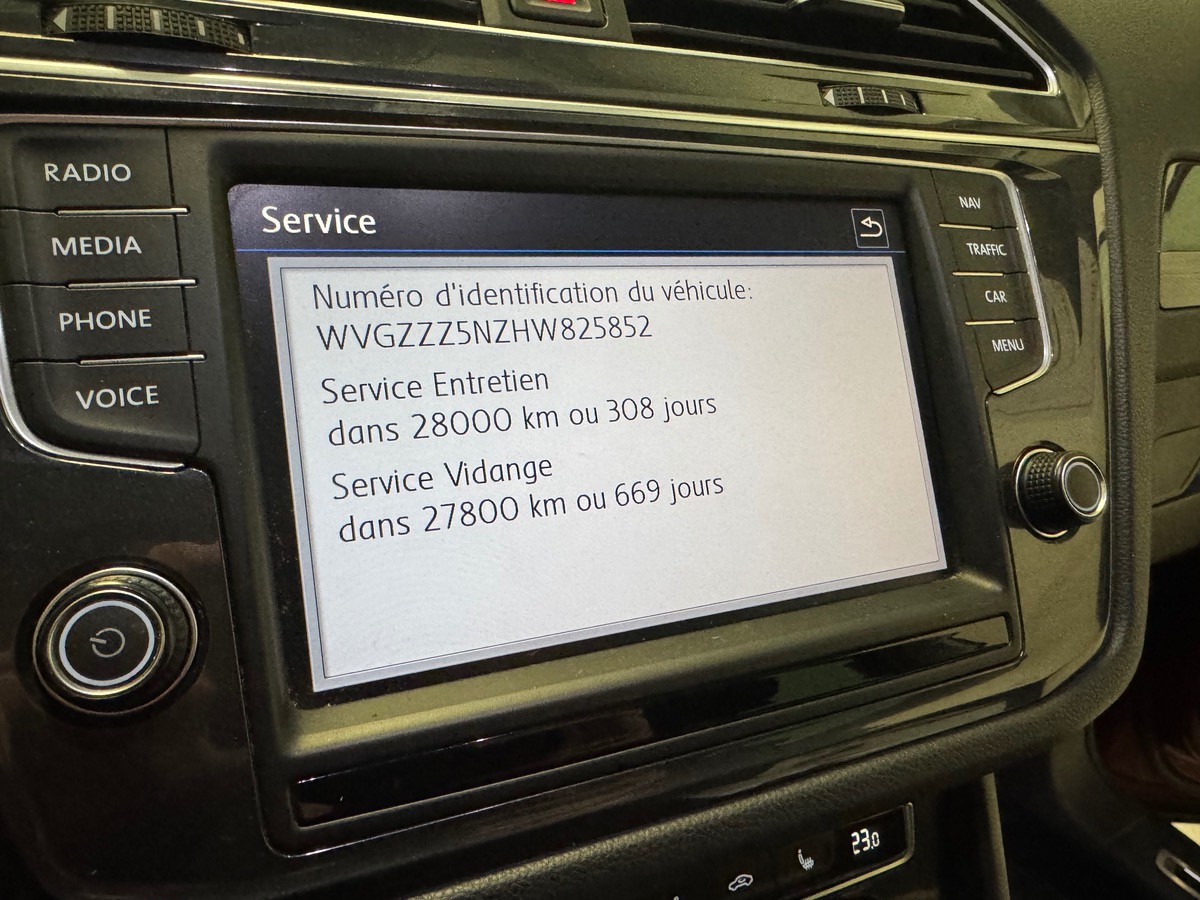 RADIO
MEDIA
PHONE
VOICE
Service
Numéro d'identification du véhicule:
WVGZZZ5NZHW825852
Service Entretien
dans 28000 km ou 308 jours
Service Vidange
dans 27800 km ou 669 jours
NAV
TRAFFIC
CAR
MENU
23.0